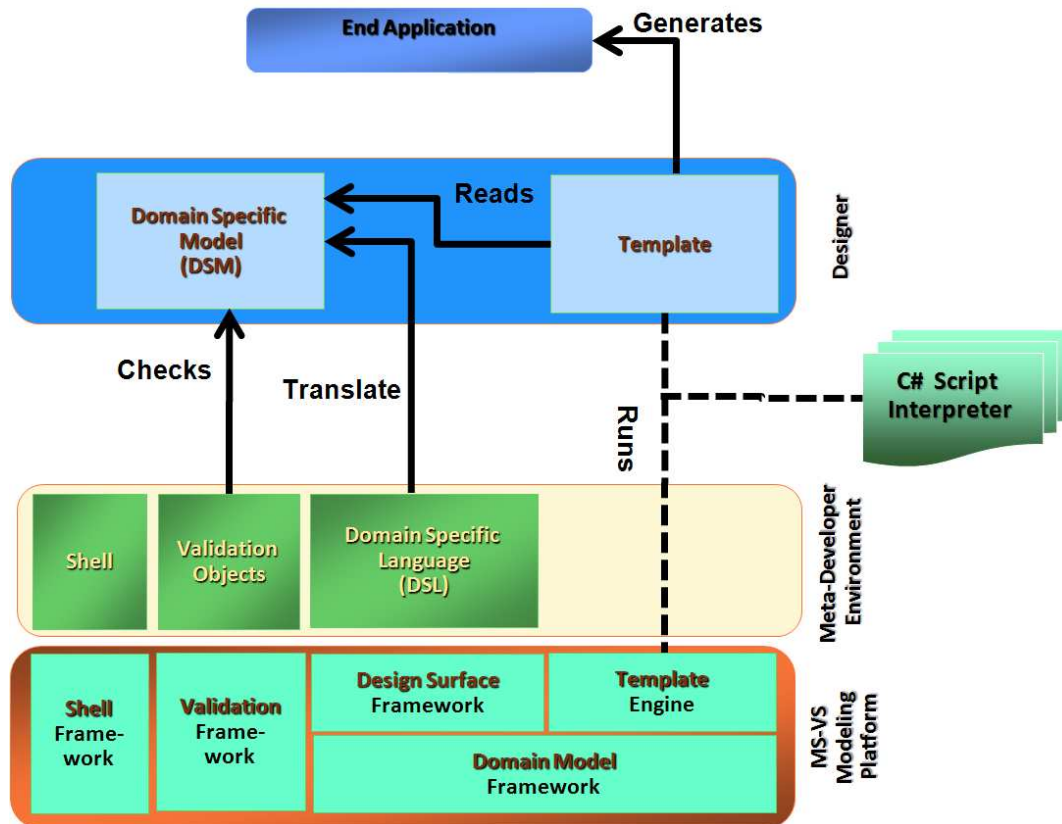 End Application
Generates
Domain Specific
Model
(DSM)
Reads
Template
Designer
Checks
Translate
Runs
C# Script
Interpreter
Shell
Validation
Objects
Domain Specific
Language
(DSL)
Meta-Developer
Environment
Shell
Frame-
work
Validation
Frame-
work
Design Surface
Framework
Template
Engine
Domain Model
Framework
MS-VS
Modeling
Platform